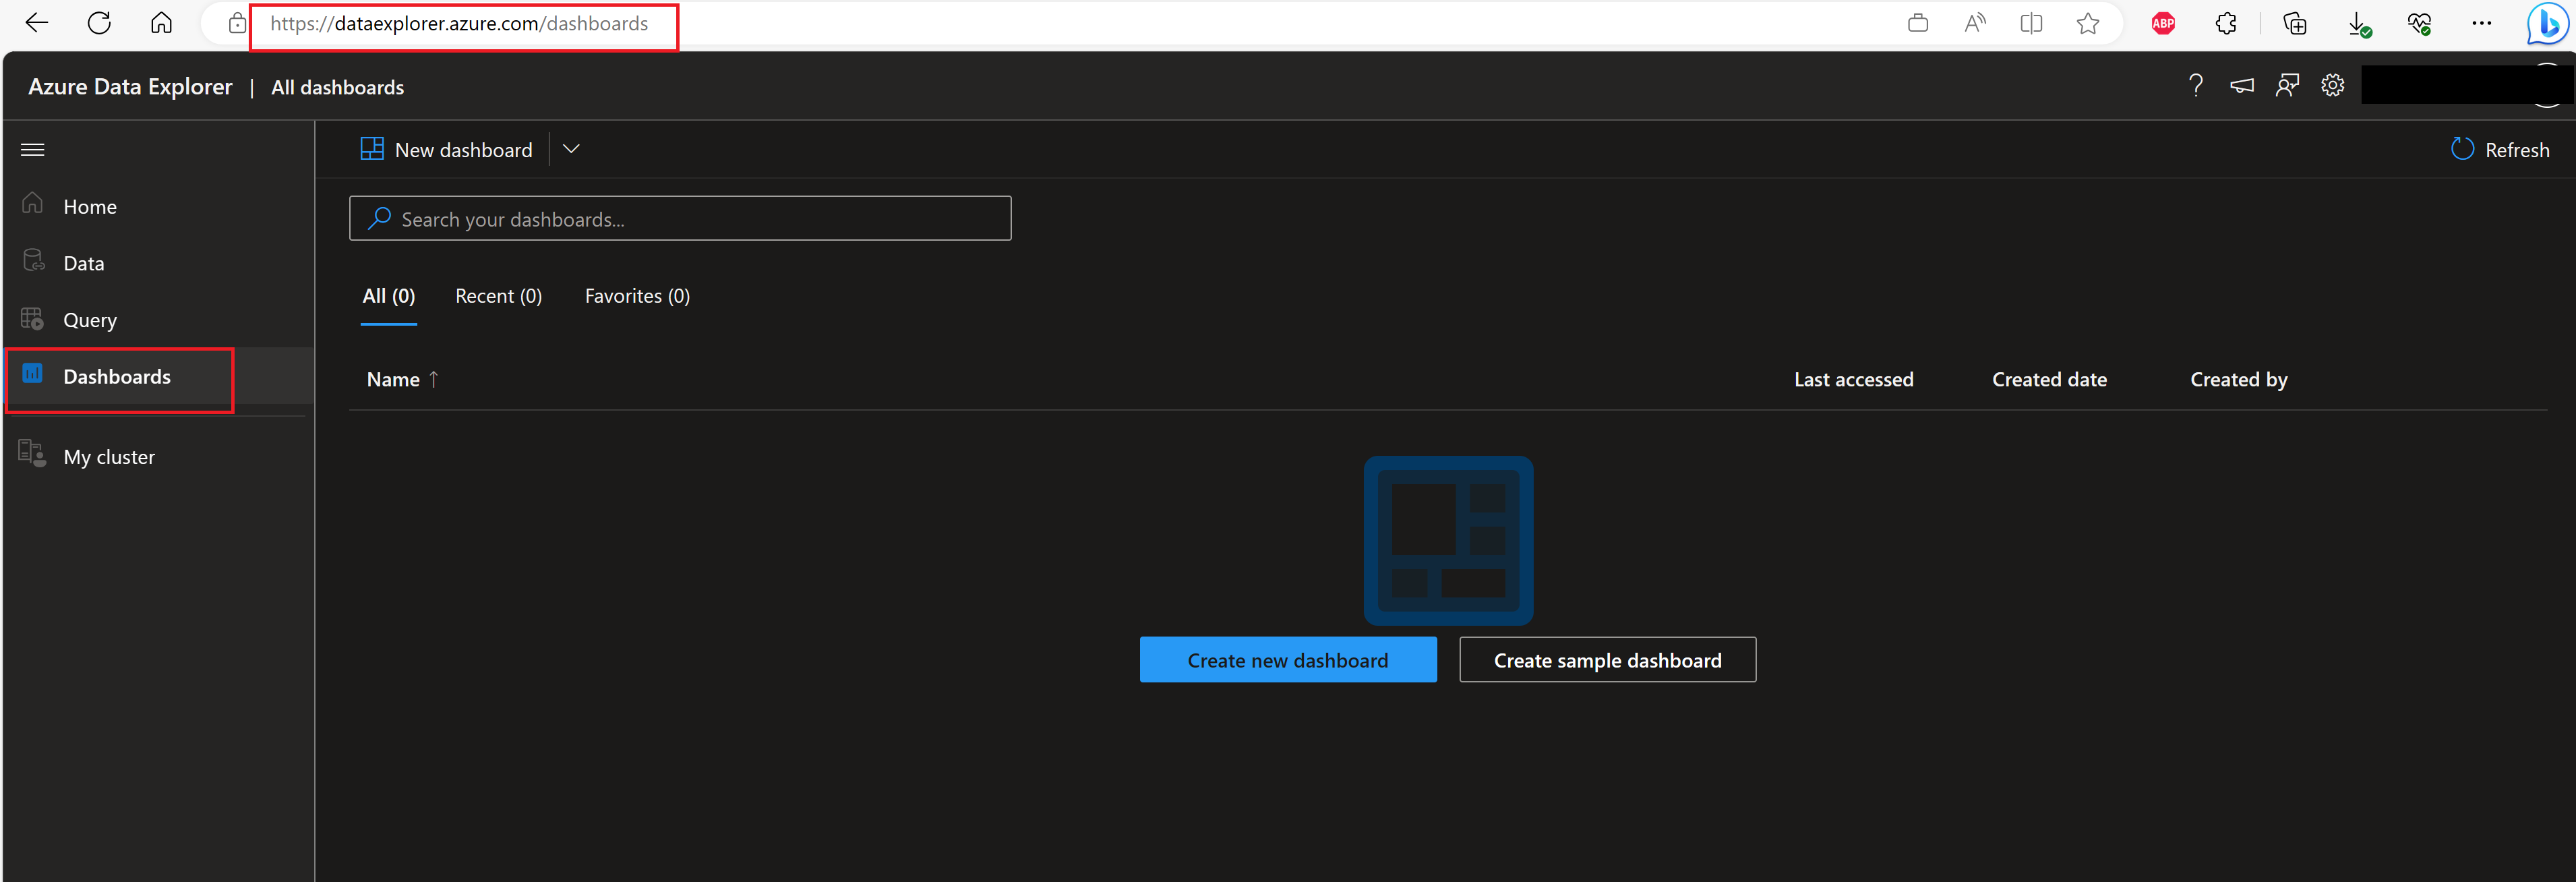 https://dataexplorer.azure.com/dashboards
ABP
Azure Data Explorer | All dashboards
New dashboard
Refresh
Home
Search your dashboards...
Data
All (0) Recent (0) Favorites (0)
Query
Dashboards
Name ↑ Last accessed Created date Created by
My cluster
Create new dashboard Create sample dashboard